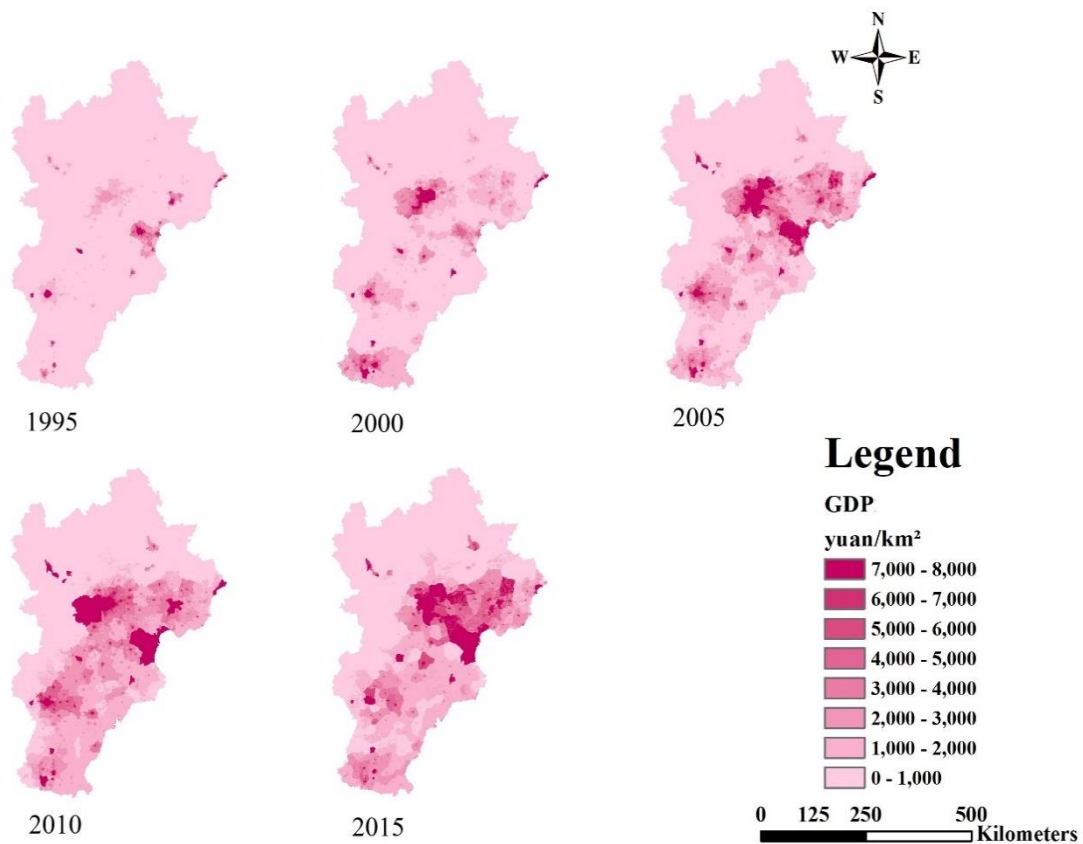 N
W E
S
1995
2000
2005
Legend
GDP
yuan/km²
7,000 - 8,000
6,000 - 7,000
5,000 - 6,000
4,000 - 5,000
3,000 - 4,000
2,000 - 3,000
1,000 - 2,000
0 - 1,000
2010
2015
0 125 250 500
Kilometers